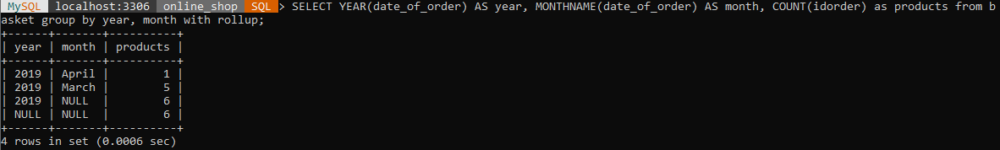 MySQL localhost:3306 online_shop SQL > SELECT YEAR(date_of_order) AS year, MONTHNAME(date_of_order) AS month, COUNT(idorder) as products from b
asket group by year, month with rollup;
+------+-------+----------+
| year | month | products |
+------+-------+----------+
| 2019 | April |        1 |
| 2019 | March |        5 |
| 2019 | NULL  |        6 |
| NULL | NULL  |        6 |
+------+-------+----------+
4 rows in set (0.0006 sec)